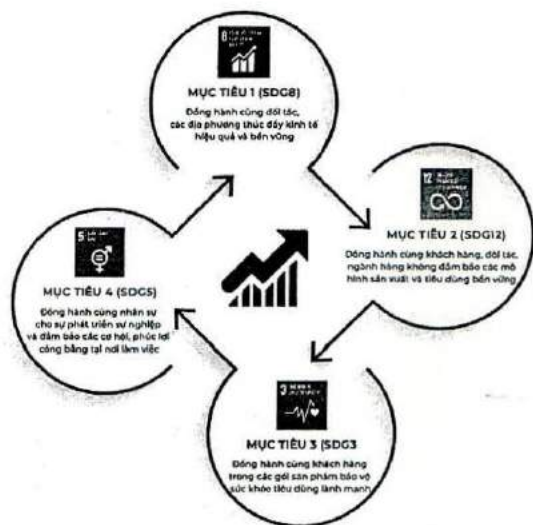 8
MỤC TIÊU 1 (SDG8)
Đồng hành cùng đối tác,
các địa phương thúc đẩy kinh tế
hiệu quả và bền vững
12
MỤC TIÊU 2 (SDG12)
Đồng hành cùng khách hàng, đối tác,
ngành hàng không đảm bảo các mô
hình sản xuất và tiêu dùng bền vững
3
MỤC TIÊU 3 (SDG3
Đồng hành cùng khách hàng
trong các gói sản phẩm bảo vệ
sức khỏe tiêu dùng lành mạnh
5
MỤC TIÊU 4 (SDG5)
Đồng hành cùng nhân sự
cho sự phát triển sự nghiệp
và đảm bảo các cơ hội, phúc lợi
công bằng tại nơi làm việc